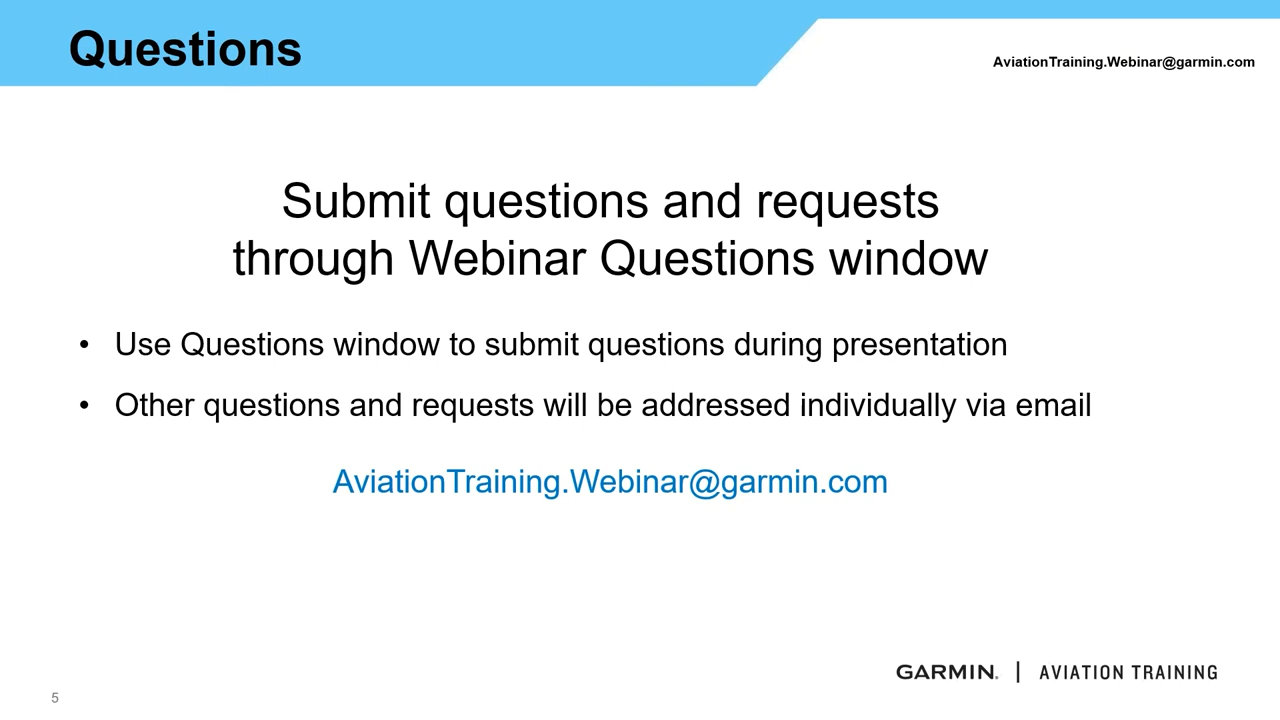 Questions
AviationTraining.Webinar@garmin.com
Submit questions and requests
through Webinar Questions window
• Use Questions window to submit questions during presentation
• Other questions and requests will be addressed individually via email
AviationTraining.Webinar@garmin.com
GARMIN. | AVIATION TRAINING
5